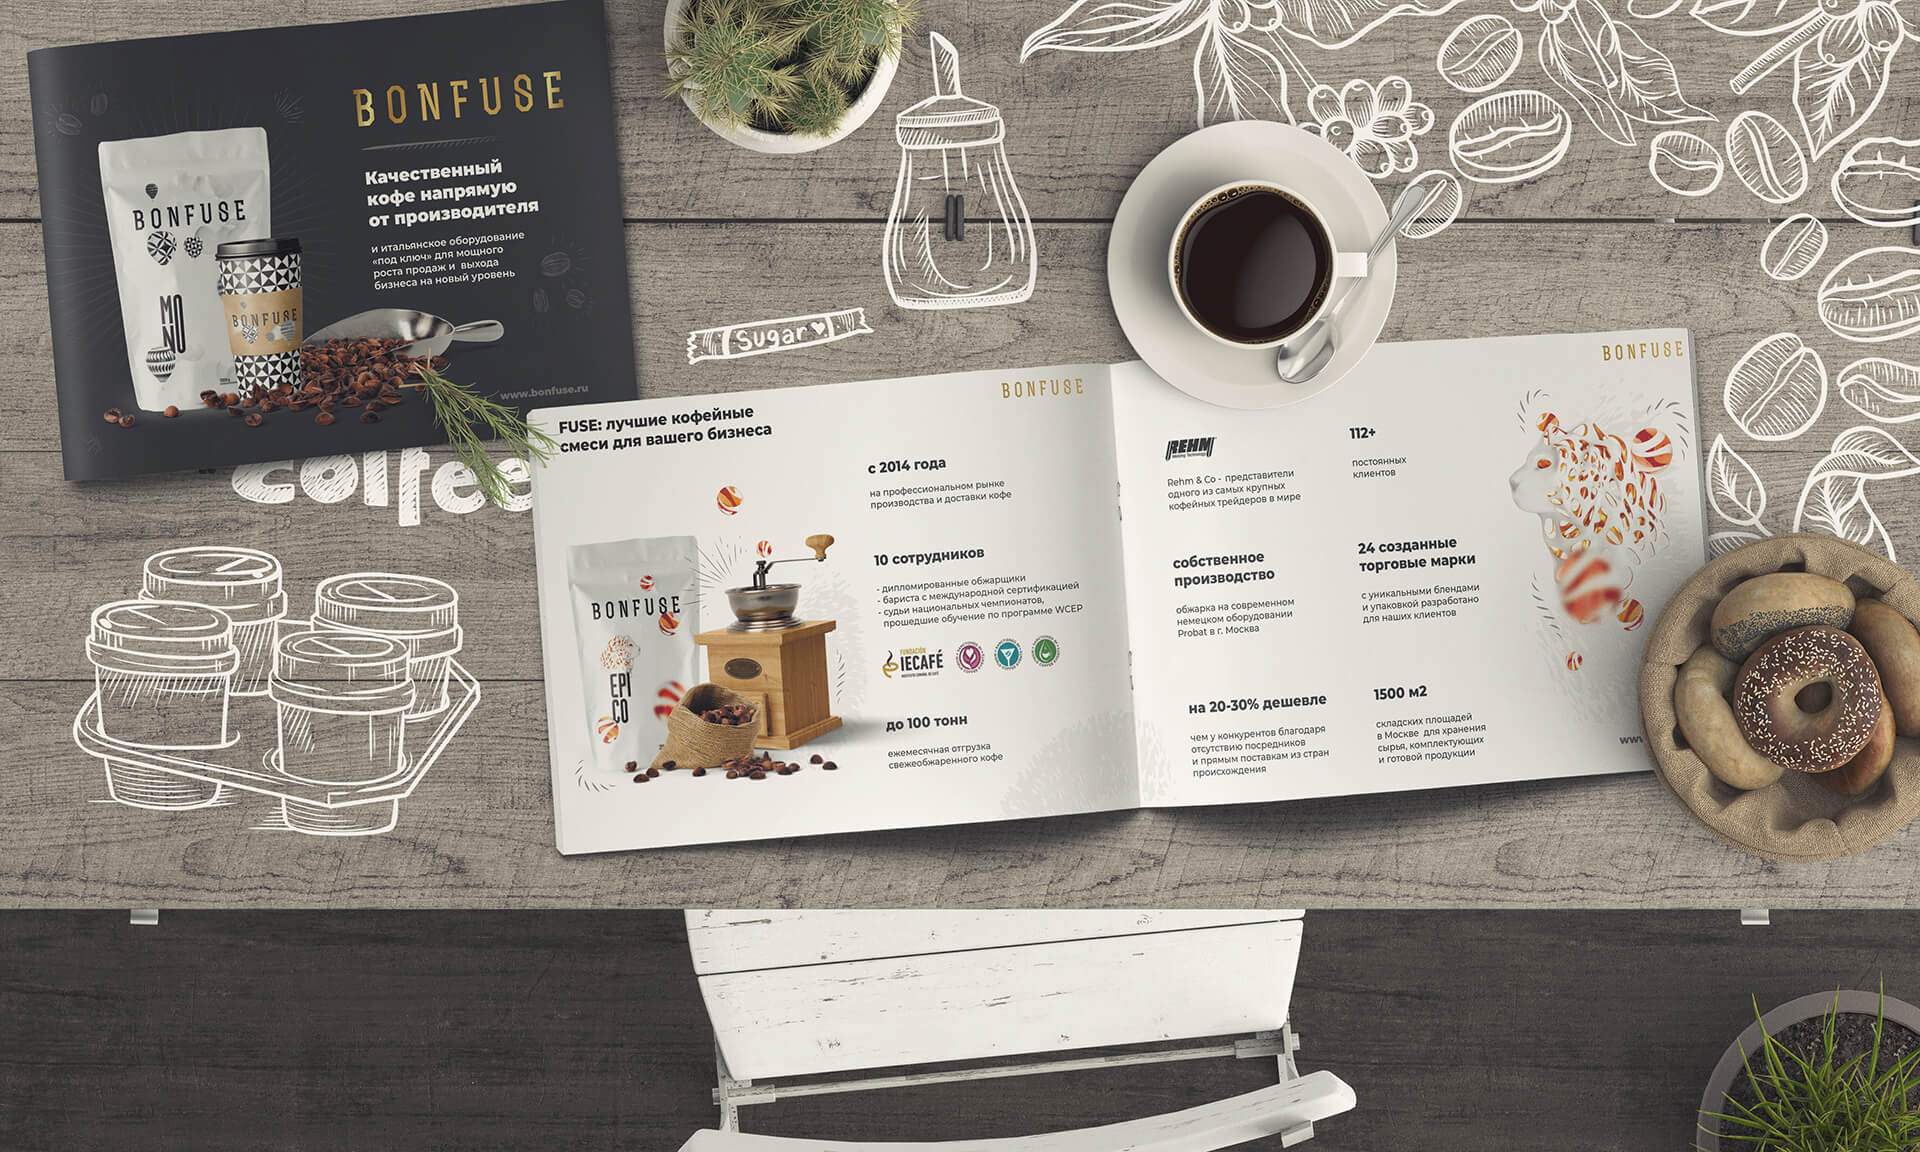 BONFUSE
Качественный
кофе напрямую
от производителя
и итальянское оборудование
«под ключ» для мощного
роста продаж и выхода
бизнеса на новый уровень
BONFUSE
MO
NO
BONFUSE
www.bonfuse.ru
coffee
Sugar
FUSE: лучшие кофейные
смеси для вашего бизнеса
BONFUSE
BONFUSE
EPI
CO
с 2014 года
на профессиональном рынке
производства и доставки кофе
10 сотрудников
- дипломированные обжарщики
- бариста с международной сертификацией
- судьи национальных чемпионатов,
прошедшие обучение по программе WCEP
FUNDACIÓN
IECAFÉ
до 100 тонн
ежемесячная отгрузка
свежеобжаренного кофе
BONFUSE
REHM
Rehm & Co - представители
одного из самых крупных
кофейных трейдеров в мире
112+
постоянных
клиентов
собственное
производство
обжарка на современном
немецком оборудовании
Probat в г. Москва
24 созданные
торговые марки
с уникальными блендами
и упаковкой разработано
для наших клиентов
на 20-30% дешевле
чем у конкурентов благодаря
отсутствию посредников
и прямым поставкам из стран
происхождения
1500 м2
складских площадей
в Москве для хранения
сырья, комплектующих
и готовой продукции
www